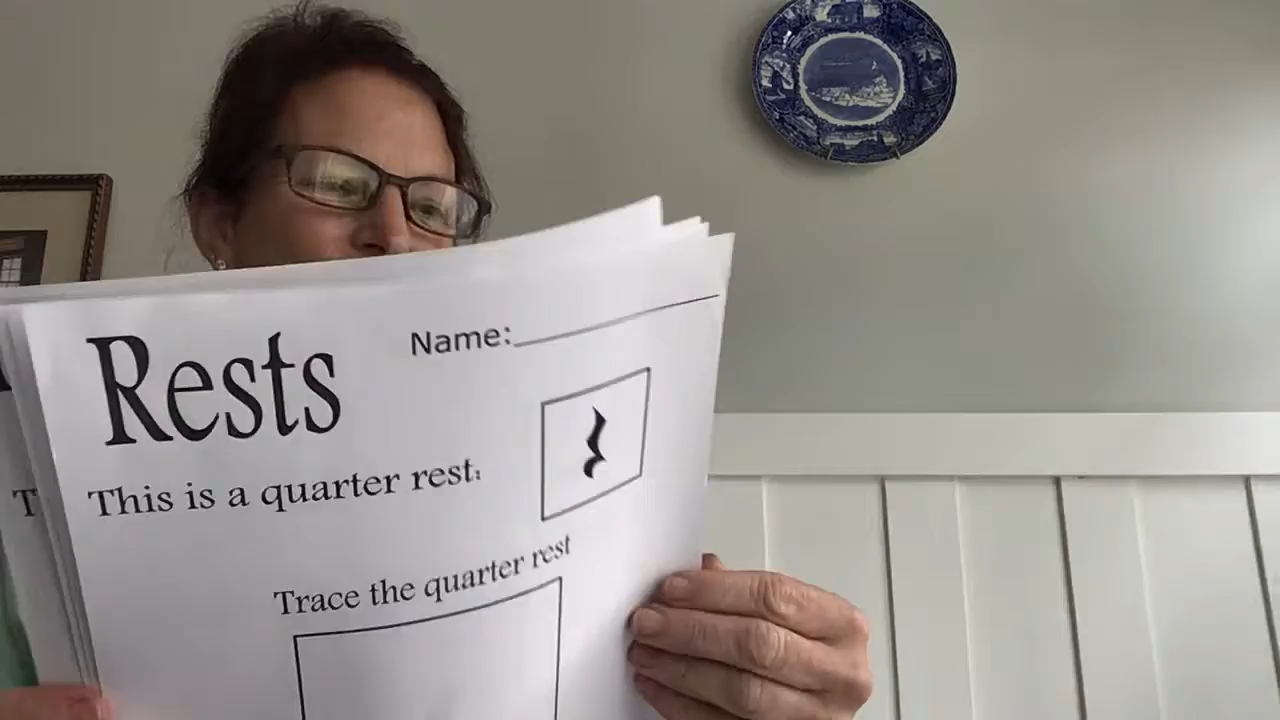 Rests
Name:
This is a quarter rest:
Trace the quarter rest
T